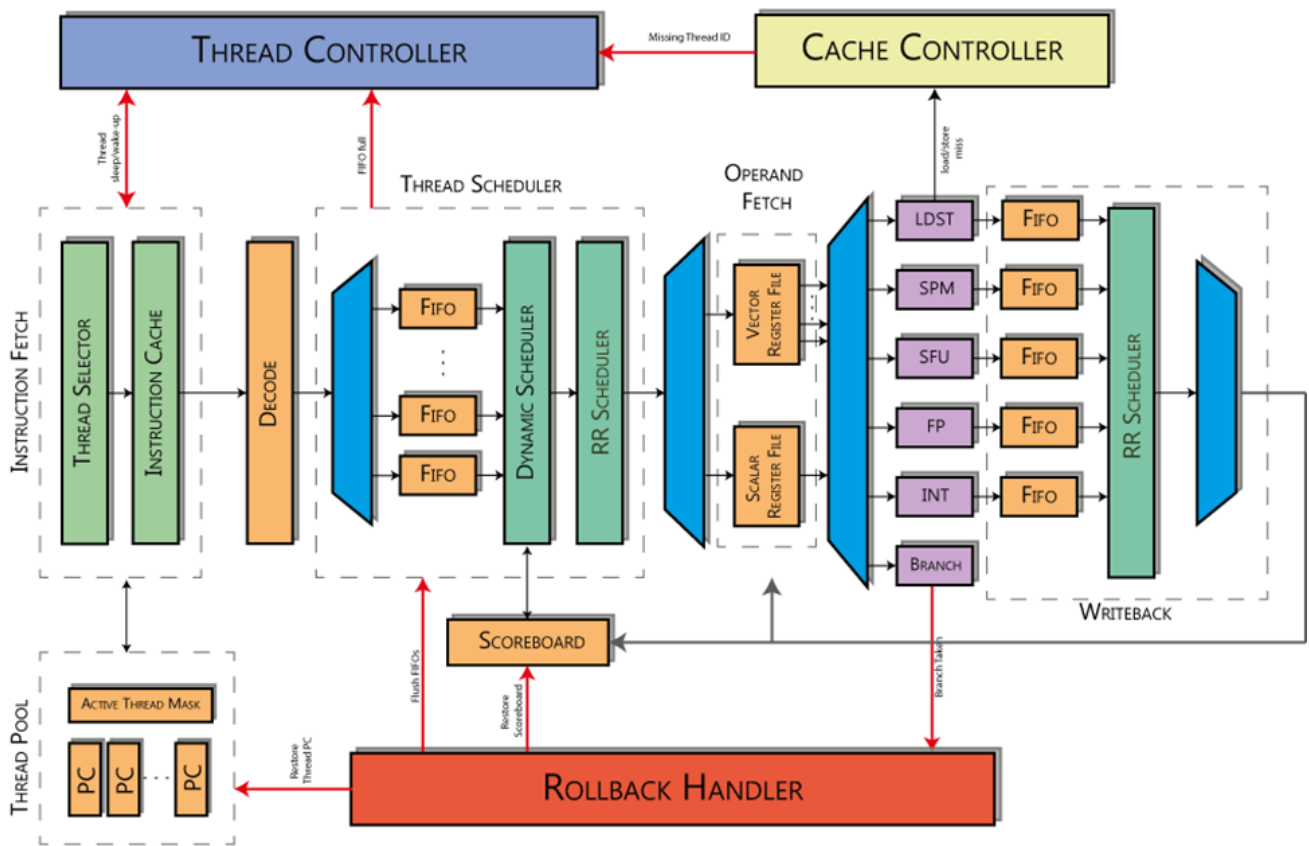 THREAD CONTROLLER
Missing Thread ID
CACHE CONTROLLER
Thread
sleep/wake-up
FIFO full
load/store
miss
THREAD SCHEDULER
OPERAND
FETCH
INSTRUCTION FETCH
THREAD SELECTOR
INSTRUCTION CACHE
DECODE
FIFO
FIFO
FIFO
DYNAMIC SCHEDULER
RR SCHEDULER
VECTOR
REGISTER FILE
SCALAR
REGISTER FILE
LDST
SPM
SFU
FP
INT
BRANCH
FIFO
FIFO
FIFO
FIFO
FIFO
RR SCHEDULER
WRITEBACK
SCOREBOARD
Flush FIFOs
Restore
Scoreboard
Branch Taken
THREAD POOL
ACTIVE THREAD MASK
PC
PC
PC
Restore
Thread PC
ROLLBACK HANDLER